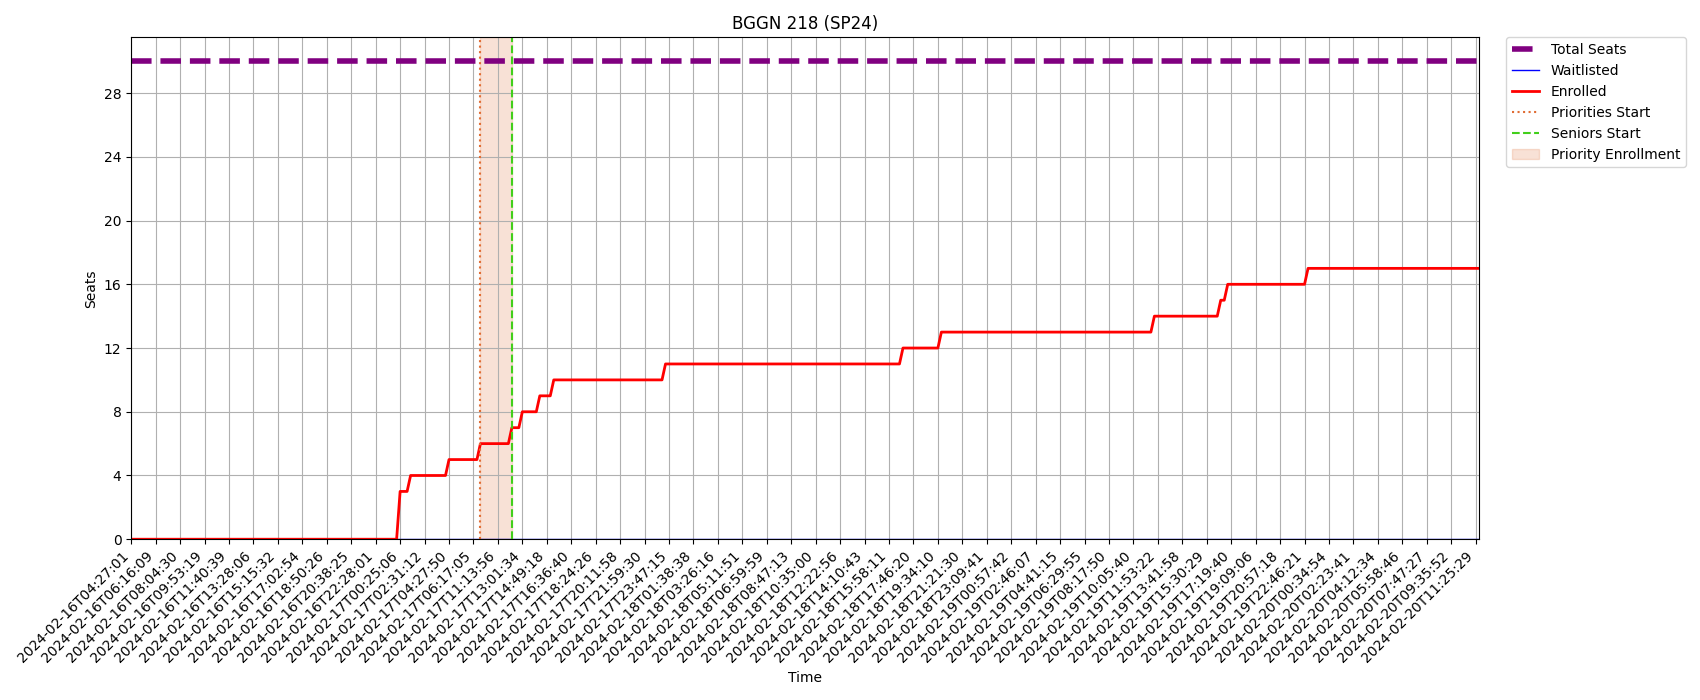 BGGN 218 (SP24)
Total Seats
Waitlisted
Enrolled
Priorities Start
Seniors Start
Priority Enrollment
Seats
28
24
20
16
12
8
4
0
2024-02-16T04:27:01
2024-02-16T06:16:09
2024-02-16T08:04:30
2024-02-16T09:53:19
2024-02-16T11:40:39
2024-02-16T13:28:06
2024-02-16T15:15:32
2024-02-16T17:02:54
2024-02-16T18:50:26
2024-02-16T20:38:25
2024-02-16T22:28:01
2024-02-17T00:25:06
2024-02-17T02:31:12
2024-02-17T04:27:50
2024-02-17T06:17:05
2024-02-17T11:13:56
2024-02-17T13:01:34
2024-02-17T14:49:18
2024-02-17T16:36:40
2024-02-17T18:24:26
2024-02-17T20:11:58
2024-02-17T21:59:30
2024-02-17T23:47:15
2024-02-18T01:38:38
2024-02-18T03:26:16
2024-02-18T05:11:51
2024-02-18T06:59:59
2024-02-18T08:47:13
2024-02-18T10:35:00
2024-02-18T12:22:56
2024-02-18T14:10:43
2024-02-18T15:58:11
2024-02-18T17:46:20
2024-02-18T19:34:10
2024-02-18T21:21:30
2024-02-18T23:09:41
2024-02-19T00:57:42
2024-02-19T02:46:07
2024-02-19T04:41:15
2024-02-19T06:29:55
2024-02-19T08:17:50
2024-02-19T10:05:40
2024-02-19T11:53:22
2024-02-19T13:41:58
2024-02-19T15:30:29
2024-02-19T17:19:40
2024-02-19T19:09:06
2024-02-19T20:57:18
2024-02-19T22:46:21
2024-02-20T00:34:54
2024-02-20T02:23:41
2024-02-20T04:12:34
2024-02-20T05:58:46
2024-02-20T07:47:27
2024-02-20T09:35:52
2024-02-20T11:25:29
Time